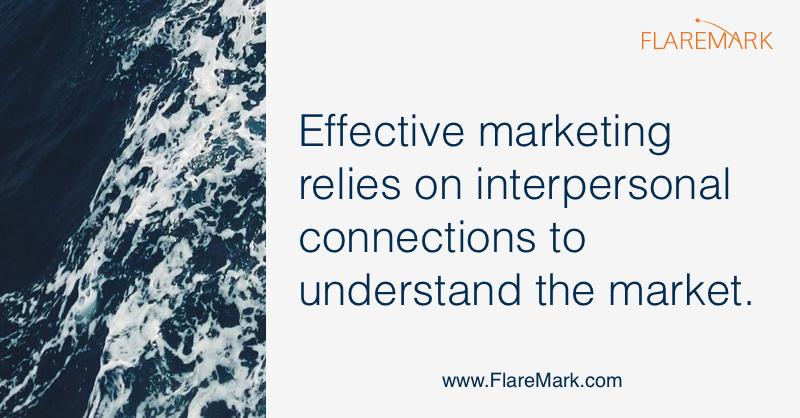 FLAREMARK
Effective marketing
relies on interpersonal
connections to
understand the market.
www.FlareMark.com